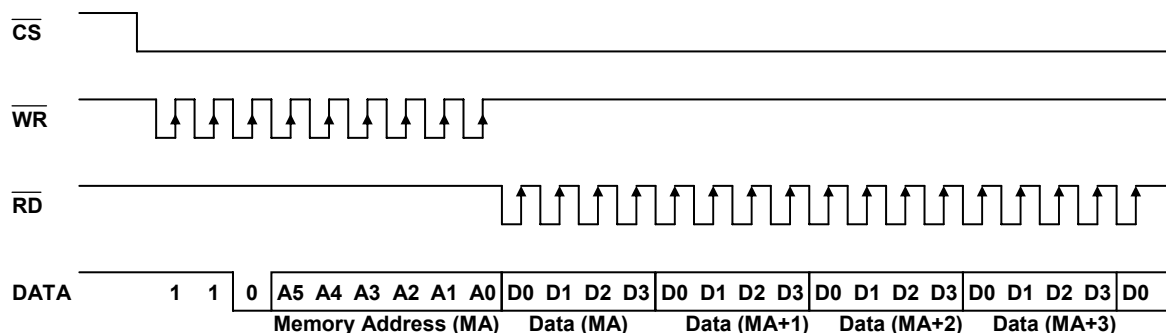 CS
WR
RD
DATA 1 1 0 A5 A4 A3 A2 A1 A0 D0 D1 D2 D3 D0 D1 D2 D3 D0 D1 D2 D3 D0 D1 D2 D3 D0
Memory Address (MA) Data (MA) Data (MA+1) Data (MA+2) Data (MA+3)